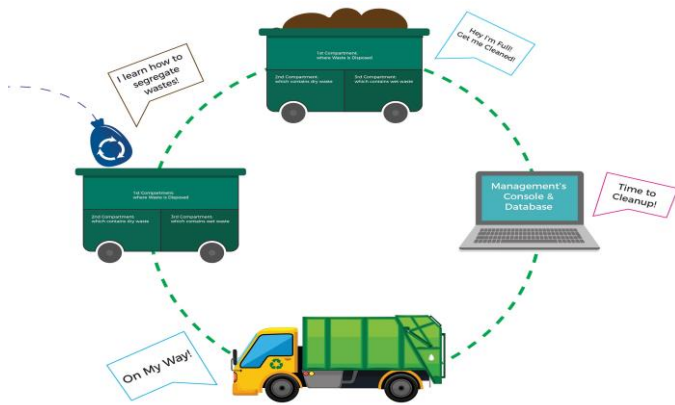 I learn how to
segregate
wastes!
1st Compartment
where Waste is Disposed
2nd Compartment
which contains dry waste
3rd Compartment
which contains wet waste
Hey I'm Full!
Get me Cleaned!
1st Compartment
where Waste is Disposed
2nd Compartment
which contains dry waste
3rd Compartment
which contains wet waste
Management's
Console &
Database
Time to
Cleanup!
On My Way!